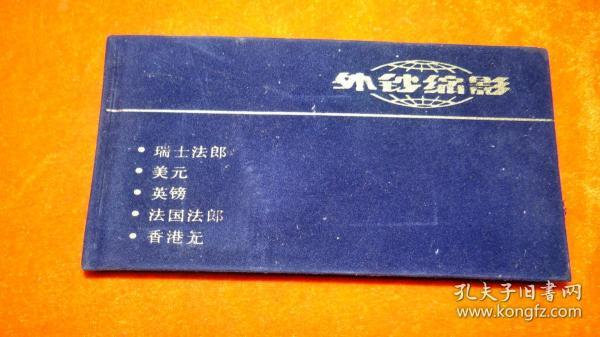 外钞缩影
• 瑞士法郎
• 美元
• 英镑
• 法国法郎
• 香港元
孔夫子旧书网
www.kongfz.com